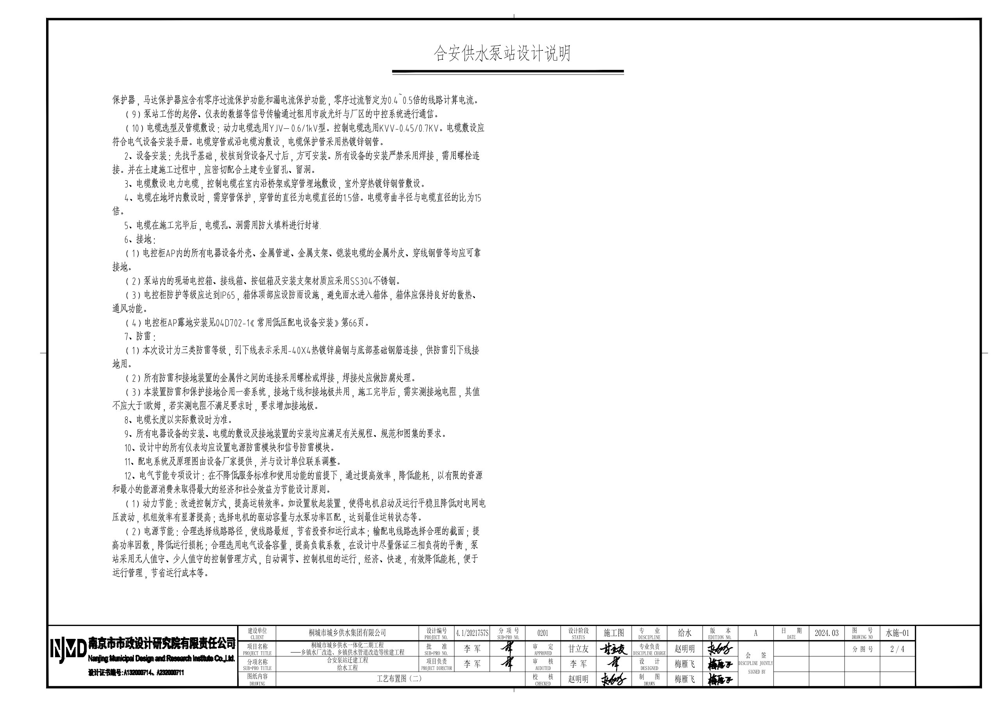 合安供水泵站设计说明
保护器，马达保护器应含有零序过流保护功能和漏电流保护功能，零序过流暂定为0.4~0.5倍的线路计算电流。
（9）泵站工作的起停、仪表的数据等信号传输通过租用市政光纤与厂区的中控系统进行通信。
（10）电缆选型及管缆敷设：动力电缆选用YJV—0.6/1kV型。控制电缆选用KVV-0.45/0.7KV。电缆敷设应
符合电气设备安装手册。电缆穿管或沿电缆沟敷设，电缆保护管采用热镀锌钢管。
2、设备安装：先找平基础，校核到货设备尺寸后，方可安装。所有设备的安装严禁采用焊接，需用螺栓连
接。并在土建施工过程中，应密切配合土建专业留孔、留洞。
3、电缆敷设:电力电缆，控制电缆在室内沿桥架或穿管埋地敷设，室外穿热镀锌钢管敷设。
4、电缆在地坪内敷设时，需穿管保护，穿管的直径为电缆直径的1.5倍。电缆弯曲半径与电缆直径的比为15
倍。
5、电缆在施工完毕后，电缆孔、洞需用防火填料进行封堵.
6、接地：
（1）电控柜AP内的所有电器设备外壳、金属管道、金属支架、铠装电缆的金属外皮、穿线钢管等均应可靠
接地。
（2）泵站内的现场电控箱、接线箱、按钮箱及安装支架材质应采用SS304不锈钢。
（3）电控柜防护等级应达到IP65，箱体顶部应设防雨设施，避免雨水进入箱体，箱体应保持良好的散热、
通风功能。
（4）电控柜AP露地安装见04D702-1《常用低压配电设备安装》第66页。
7、防雷：
（1）本次设计为三类防雷等级，引下线表示采用-40X4热镀锌扁钢与底部基础钢筋连接，供防雷引下线接
地用。
（2）所有防雷和接地装置的金属件之间的连接采用螺栓或焊接，焊接处应做防腐处理。
（3）本装置防雷和保护接地合用一套系统，接地干线和接地极共用，施工完毕后，需实测接地电阻，其值
不应大于1欧姆，若实测电阻不满足要求时，要求增加接地极。
8、电缆长度以实际敷设时为准。
9、所有电器设备的安装、电缆的敷设及接地装置的安装均应满足有关规程、规范和图集的要求。
10、设计中的所有仪表均应设置电源防雷模块和信号防雷模块。
11、配电系统及原理图由设备厂家提供，并与设计单位联系调整。
12、电气节能专项设计：在不降低服务标准和使用功能的前提下，通过提高效率，降低能耗，以有限的资源
和最小的能源消费来取得最大的经济和社会效益为节能设计原则。
（1）动力节能：改进控制方式，提高运转效率。如设置软起装置，使得电机启动及运行平稳且降低对电网电
压波动，机组效率有显著提高；选择电机的驱动容量与水泵功率匹配，达到最佳运转状态等。
（2）电源节能：合理选择线路路径，使线路最短，节省投资和运行成本；输配电线路选择合理的截面；提
高功率因数，降低运行损耗；合理选用电气设备容量，提高负载系数，在设计中尽量保证三相负荷的平衡，泵
站采用无人值守、少人值守的控制管理方式，自动调节、控制机组的运行，经济、快速，有效降低能耗，便于
运行管理，节省运行成本等。
NJMD 南京市市政设计研究院有限责任公司
Nanjing Municipal Design and Research Institute Co.,Ltd.
设计证书编号:A132000714、A232000711
建设单位 桐城市城乡供水集团有限公司 设计编号 4.1/2021757S 分项号 0201 设计阶段 施工图 专业 给水 版本 A 日期 2024.03 图号 水施-01
CLIENT PROJECT NO. SUB-PRO NO. STATUS DISCIPLINE EDITION NO. DATE DRAWING NO
项目名称 桐城市城乡供水一体化二期工程 批准 李军 李军 审定 甘立友 甘立友 专业负责 赵明明 赵明明 会签 分图号 2/4
PROJECT TITLE ——乡镇水厂改造、乡镇供水管道改造等续建工程 SUB-PRO NO. APPROVED DISCIPLINE CHARGE DISCIPLINE JOINTLY
分项名称 合安泵站迁建工程 项目负责 李军 李军 审核 李军 李军 设计 梅雁飞 梅雁飞 SIGNED BY
SUB-PRO TITLE 给水工程 PROJECT DIRECTOR AUDITED DESIGNED
图纸内容 工艺布置图（二） 校核 赵明明 赵明明 制图 梅雁飞 梅雁飞
DRAWING CHECKED DRAWN